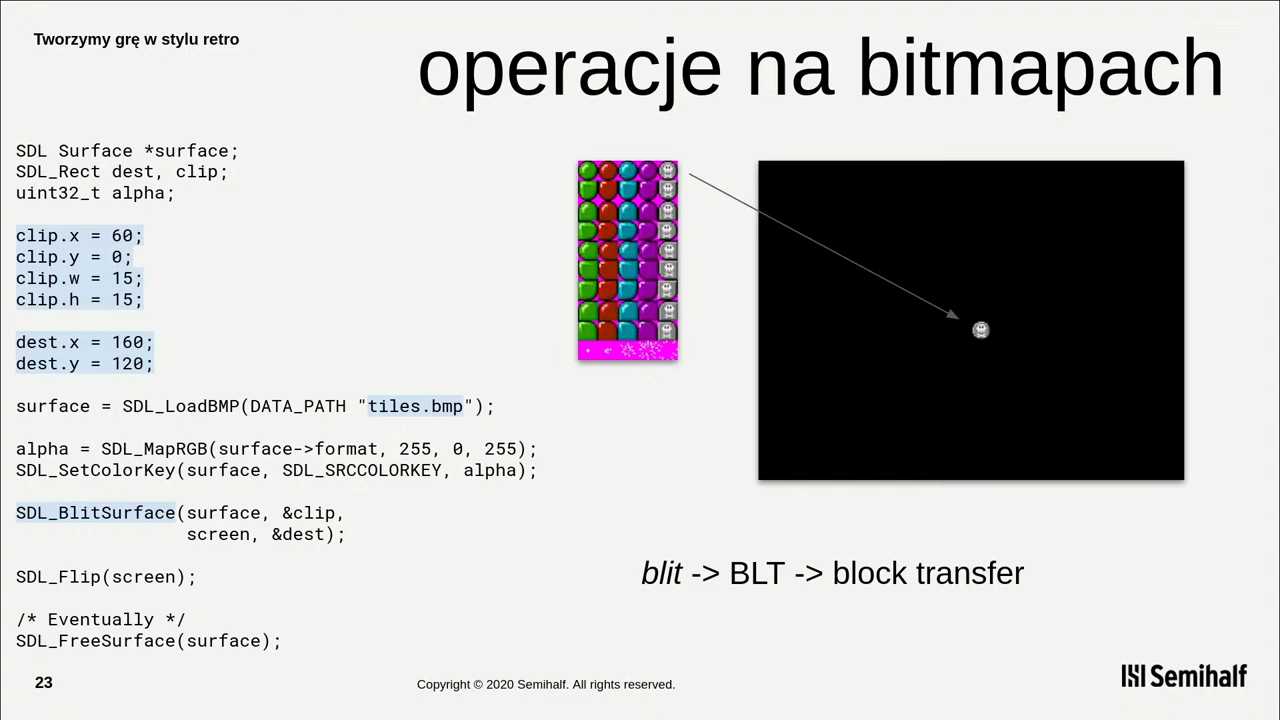 Tworzymy grę w stylu retro
operacje na bitmapach
SDL Surface *surface;
SDL_Rect dest, clip;
uint32_t alpha;
clip.x = 60;
clip.y = 0;
clip.w = 15;
clip.h = 15;
dest.x = 160;
dest.y = 120;
surface = SDL_LoadBMP(DATA_PATH "tiles.bmp");
alpha = SDL_MapRGB(surface->format, 255, 0, 255);
SDL_SetColorKey(surface, SDL_SRCCOLORKEY, alpha);
SDL_BlitSurface(surface, &clip,
screen, &dest);
SDL_Flip(screen);
/* Eventually */
SDL_FreeSurface(surface);
blit -> BLT -> block transfer
23
Copyright © 2020 Semihalf. All rights reserved.
Semihalf